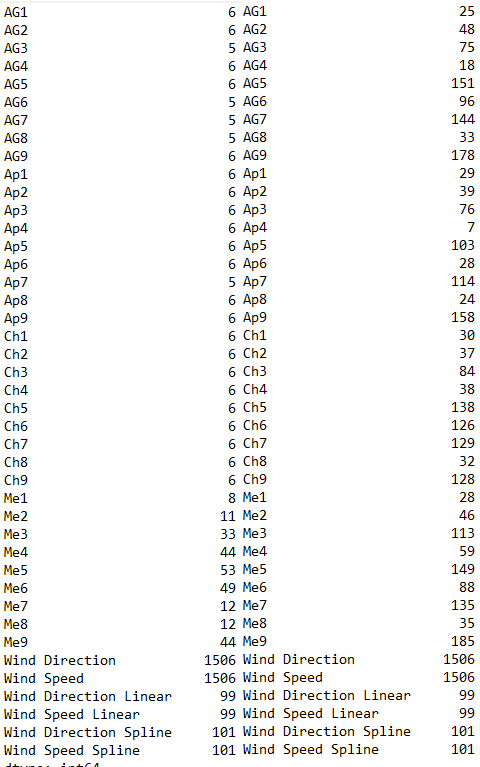 AG1 6 AG1 25
AG2 6 AG2 48
AG3 5 AG3 75
AG4 6 AG4 18
AG5 6 AG5 151
AG6 5 AG6 96
AG7 5 AG7 144
AG8 5 AG8 33
AG9 6 AG9 178
Ap1 6 Ap1 29
Ap2 6 Ap2 39
Ap3 6 Ap3 76
Ap4 6 Ap4 7
Ap5 6 Ap5 103
Ap6 6 Ap6 28
Ap7 5 Ap7 114
Ap8 6 Ap8 24
Ap9 6 Ap9 158
Ch1 6 Ch1 30
Ch2 6 Ch2 37
Ch3 6 Ch3 84
Ch4 6 Ch4 38
Ch5 6 Ch5 138
Ch6 6 Ch6 126
Ch7 6 Ch7 129
Ch8 6 Ch8 32
Ch9 6 Ch9 128
Me1 8 Me1 28
Me2 11 Me2 46
Me3 33 Me3 113
Me4 44 Me4 59
Me5 53 Me5 149
Me6 49 Me6 88
Me7 12 Me7 135
Me8 12 Me8 35
Me9 44 Me9 185
Wind Direction 1506 Wind Direction 1506
Wind Speed 1506 Wind Speed 1506
Wind Direction Linear 99 Wind Direction Linear 99
Wind Speed Linear 99 Wind Speed Linear 99
Wind Direction Spline 101 Wind Direction Spline 101
Wind Speed Spline 101 Wind Speed Spline 101
dtype: int64